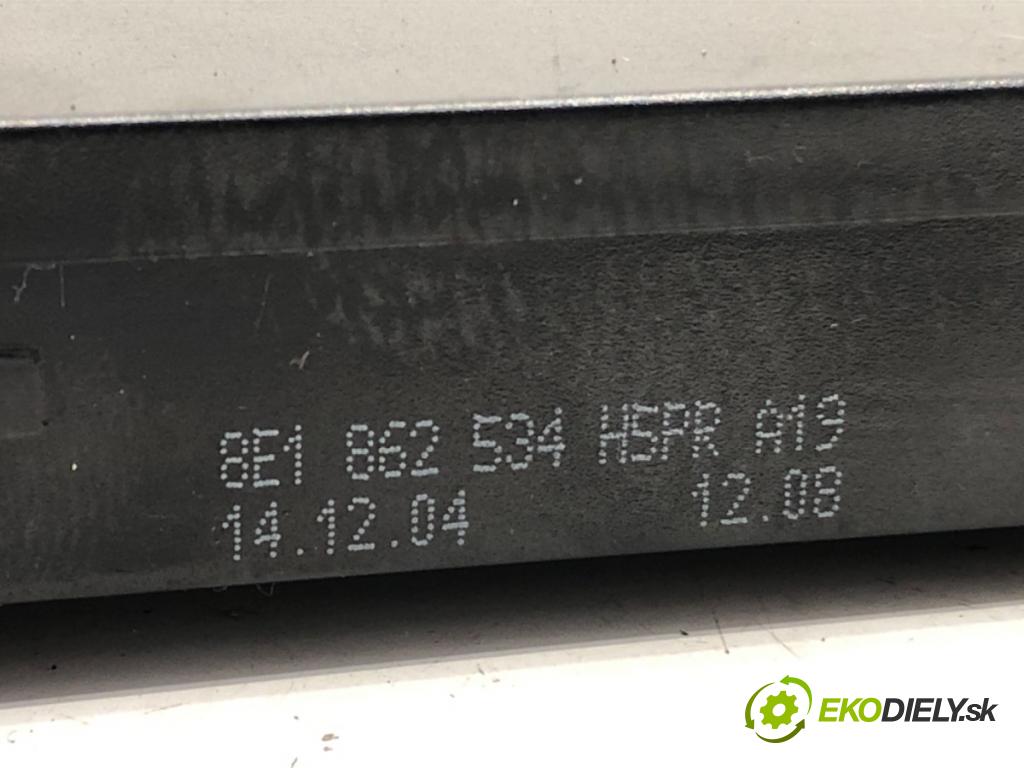 8E1 862 534 H5PR A19
14.12.04 12.08
EKODIELY.sk